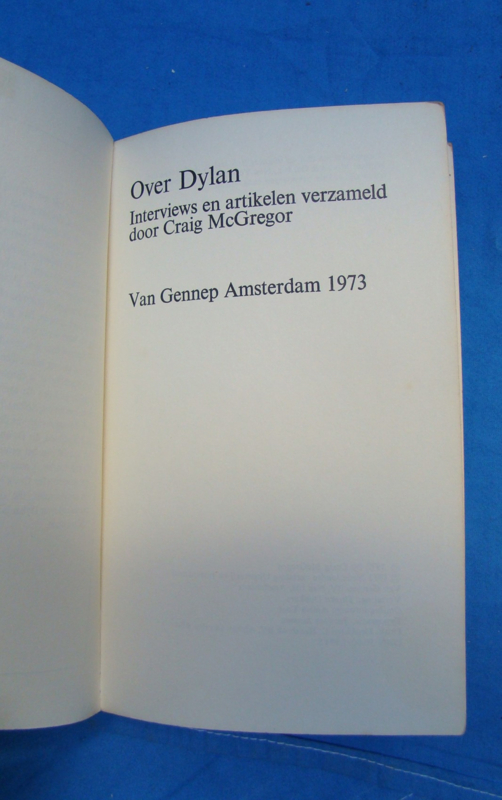 Over Dylan
Interviews en artikelen verzameld
door Craig McGregor
Van Gennep Amsterdam 1973